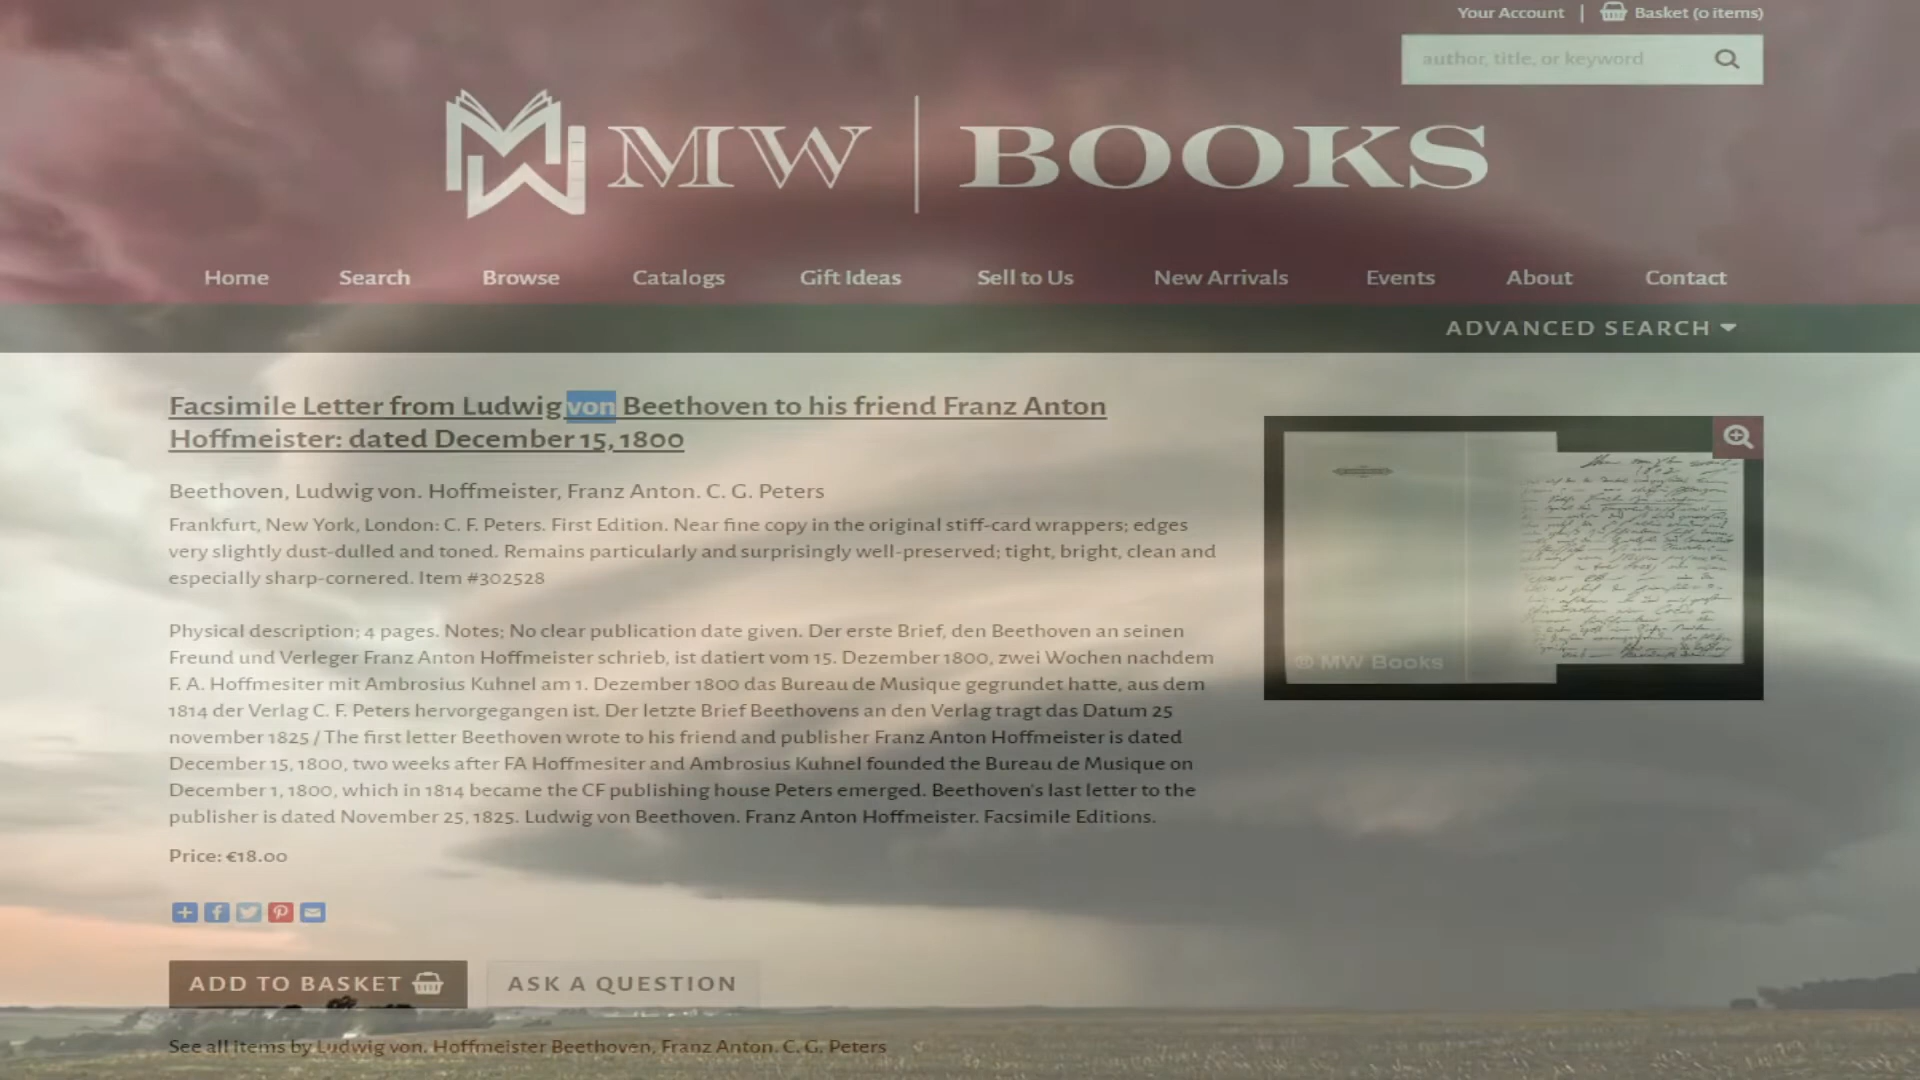 Your Account | Basket (0 items)
author, title, or keyword
MW | BOOKS
Home Search Browse Catalogs Gift Ideas Sell to Us New Arrivals Events About Contact
ADVANCED SEARCH
Facsimile Letter from Ludwig von Beethoven to his friend Franz Anton
Hoffmeister: dated December 15, 1800
Beethoven, Ludwig von. Hoffmeister, Franz Anton. C. G. Peters
Frankfurt, New York, London: C. F. Peters. First Edition. Near fine copy in the original stiff-card wrappers; edges
very slightly dust-dulled and toned. Remains particularly and surprisingly well-preserved; tight, bright, clean and
especially sharp-cornered. Item #302528
Physical description; 4 pages. Notes; No clear publication date given. Der erste Brief, den Beethoven an seinen
Freund und Verleger Franz Anton Hoffmeister schrieb, ist datiert vom 15. Dezember 1800, zwei Wochen nachdem
F. A. Hoffmesiter mit Ambrosius Kuhnel am 1. Dezember 1800 das Bureau de Musique gegrundet hatte, aus dem
1814 der Verlag C. F. Peters hervorgegangen ist. Der letzte Brief Beethovens an den Verlag tragt das Datum 25
november 1825 / The first letter Beethoven wrote to his friend and publisher Franz Anton Hoffmeister is dated
December 15, 1800, two weeks after FA Hoffmesiter and Ambrosius Kuhnel founded the Bureau de Musique on
December 1, 1800, which in 1814 became the CF publishing house Peters emerged. Beethoven's last letter to the
publisher is dated November 25, 1825. Ludwig von Beethoven. Franz Anton Hoffmeister. Facsimile Editions.
© MW Books
Price: €18.00
ADD TO BASKET ASK A QUESTION
See all items by Ludwig von. Hoffmeister Beethoven, Franz Anton. C. G. Peters